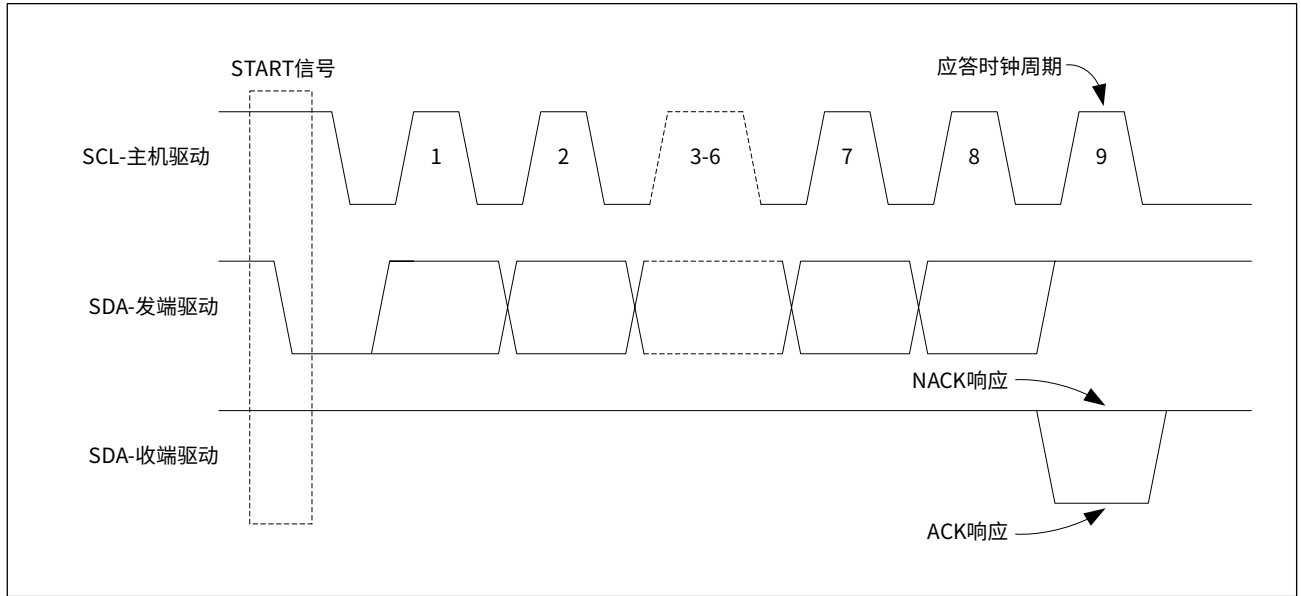 START信号
应答时钟周期
SCL-主机驱动
1
2
3-6
7
8
9
SDA-发端驱动
NACK响应
SDA-收端驱动
ACK响应